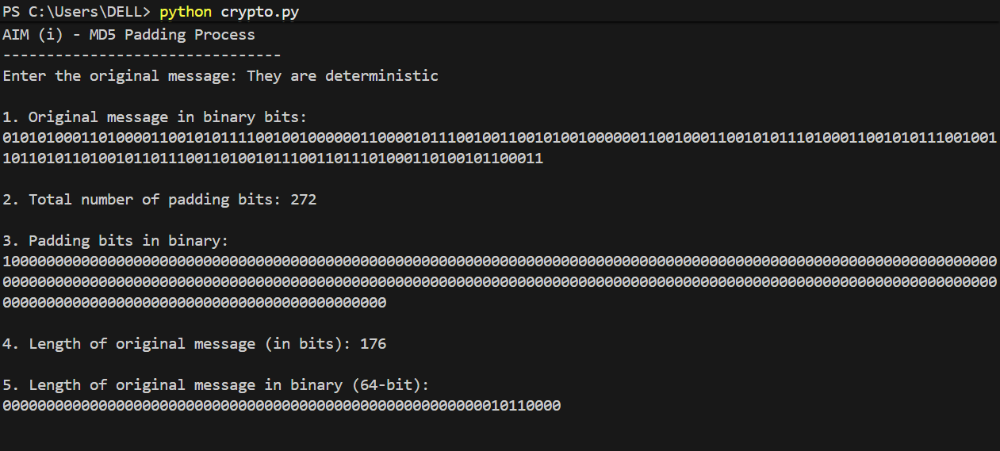 PS C:\Users\DELL> python crypto.py
AIM (i) - MD5 Padding Process
--------------------------------
Enter the original message: They are deterministic
1. Original message in binary bits:
010101000110100001100101011110010010000001100001011100100110010100100000011001000110010101110100011001010111001001
10110101101001011011100110100101110011011101000110100101100011
2. Total number of padding bits: 272
3. Padding bits in binary:
100000000000000000000000000000000000000000000000000000000000000000000000000000000000000000000000000000000000000000
000000000000000000000000000000000000000000000000000000000000000000000000000000000000000000000000000000000000000000
00000000000000000000000000000000000000000000
4. Length of original message (in bits): 176
5. Length of original message in binary (64-bit):
0000000000000000000000000000000000000000000000000000000010110000